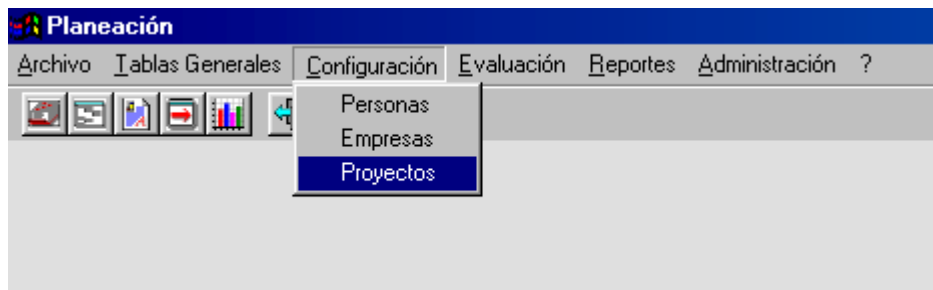 Planeación
Archivo Tablas Generales Configuración Evaluación Reportes Administración ?
Personas
Empresas
Proyectos